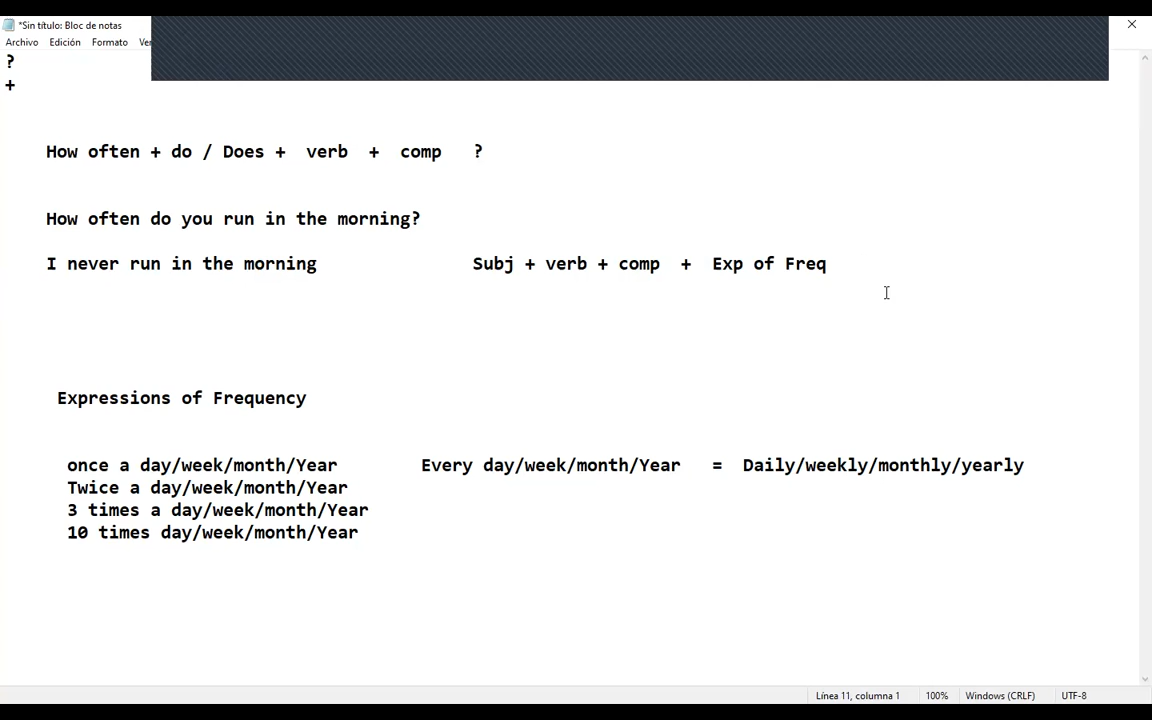 *Sin título: Bloc de notas
Archivo Edición Formato Ver
?
+
How often + do / Does + verb + comp ?
How often do you run in the morning?
I never run in the morning Subj + verb + comp + Exp of Freq
Expressions of Frequency
once a day/week/month/Year Every day/week/month/Year = Daily/weekly/monthly/yearly
Twice a day/week/month/Year
3 times a day/week/month/Year
10 times day/week/month/Year
Línea 11, columna 1 100% Windows (CRLF) UTF-8